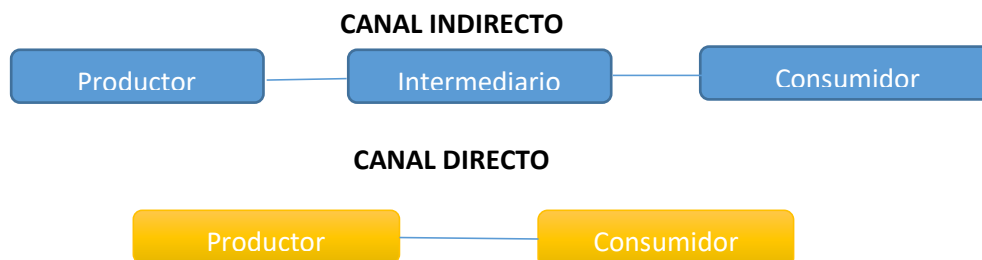 CANAL INDIRECTO
Productor Intermediario Consumidor
CANAL DIRECTO
Productor Consumidor